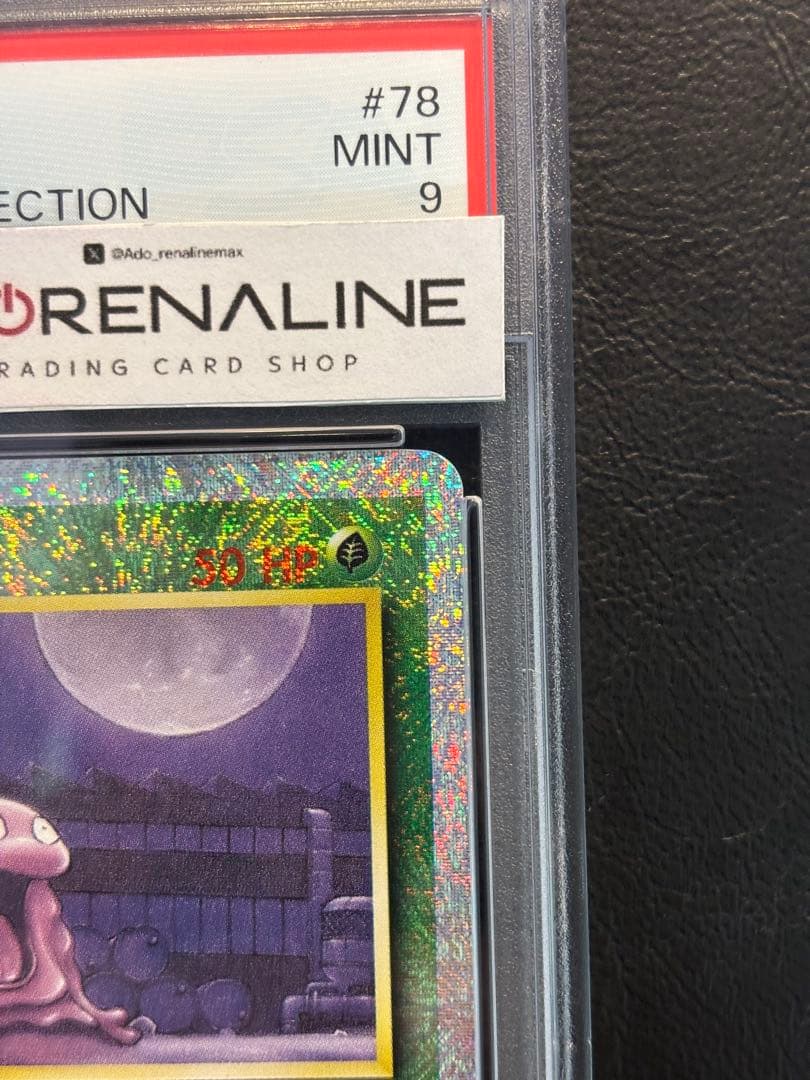 #78
MINT
ECTION 9
@Ado_renalinemax
RENALINE
RADING CARD SHOP
50 HP